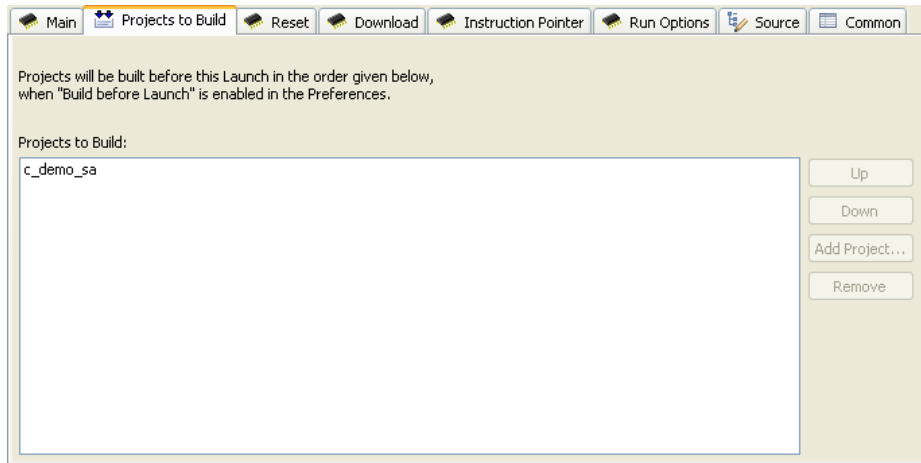 Main Projects to Build Reset Download Instruction Pointer Run Options Source Common
Projects will be built before this Launch in the order given below,
when "Build before Launch" is enabled in the Preferences.
Projects to Build:
c_demo_sa
Up
Down
Add Project...
Remove